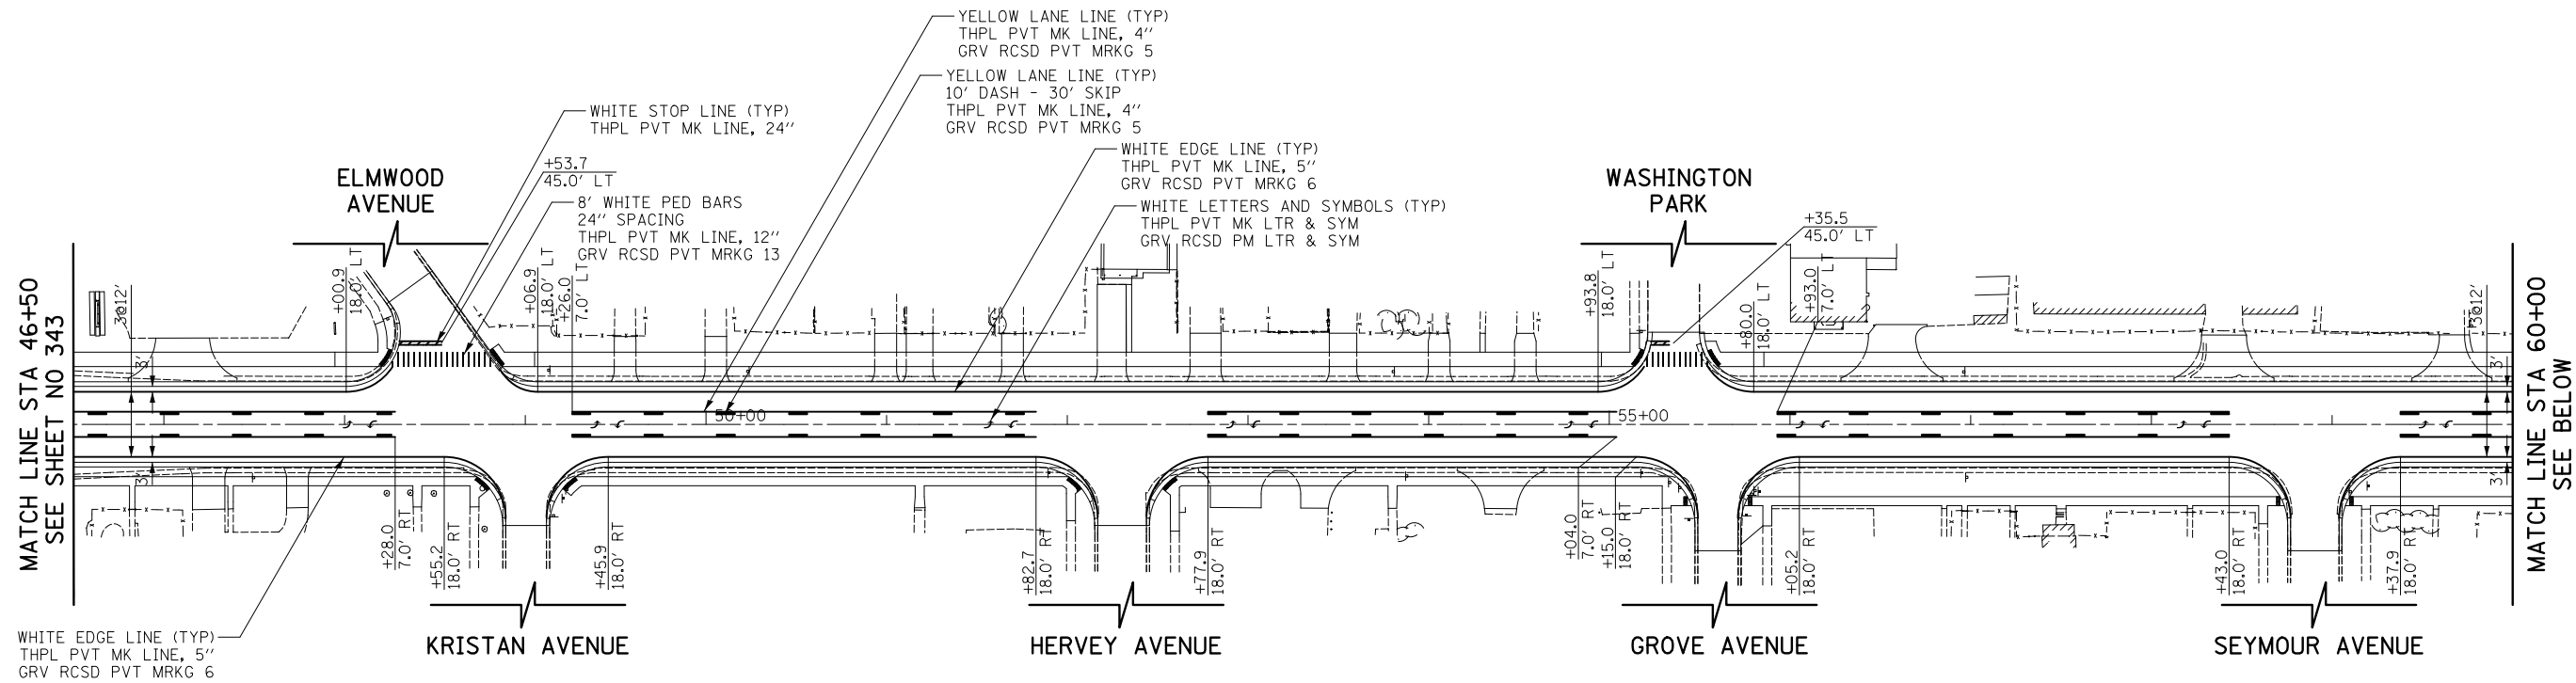 YELLOW LANE LINE (TYP)
THPL PVT MK LINE, 4''
GRV RCSD PVT MRKG 5
YELLOW LANE LINE (TYP)
10' DASH - 30' SKIP
THPL PVT MK LINE, 4''
GRV RCSD PVT MRKG 5
WHITE STOP LINE (TYP)
THPL PVT MK LINE, 24''
WHITE EDGE LINE (TYP)
THPL PVT MK LINE, 5''
GRV RCSD PVT MRKG 6
+53.7
45.0' LT
ELMWOOD
AVENUE
8' WHITE PED BARS
24'' SPACING
THPL PVT MK LINE, 12''
GRV RCSD PVT MRKG 13
WHITE LETTERS AND SYMBOLS (TYP)
THPL PVT MK LTR & SYM
GRV RCSD PM LTR & SYM
WASHINGTON
PARK
+35.5
45.0' LT
MATCH LINE STA 46+50
SEE SHEET NO 343
3@12'
+00.9
18.0' LT
+06.9
18.0' LT
+26.0
7.0' LT
+93.8
18.0' LT
+80.0
18.0' LT
+93.0
7.0' LT
3@12'
MATCH LINE STA 60+00
SEE BELOW
3'
3'
50+00
55+00
3'
3'
+28.0
7.0' RT
+55.2
18.0' RT
+45.9
18.0' RT
+82.7
18.0' RT
+77.9
18.0' RT
+04.0
7.0' RT
+15.0
18.0' RT
+05.2
18.0' RT
+43.0
18.0' RT
+37.9
18.0' RT
WHITE EDGE LINE (TYP)
THPL PVT MK LINE, 5''
GRV RCSD PVT MRKG 6
KRISTAN AVENUE
HERVEY AVENUE
GROVE AVENUE
SEYMOUR AVENUE